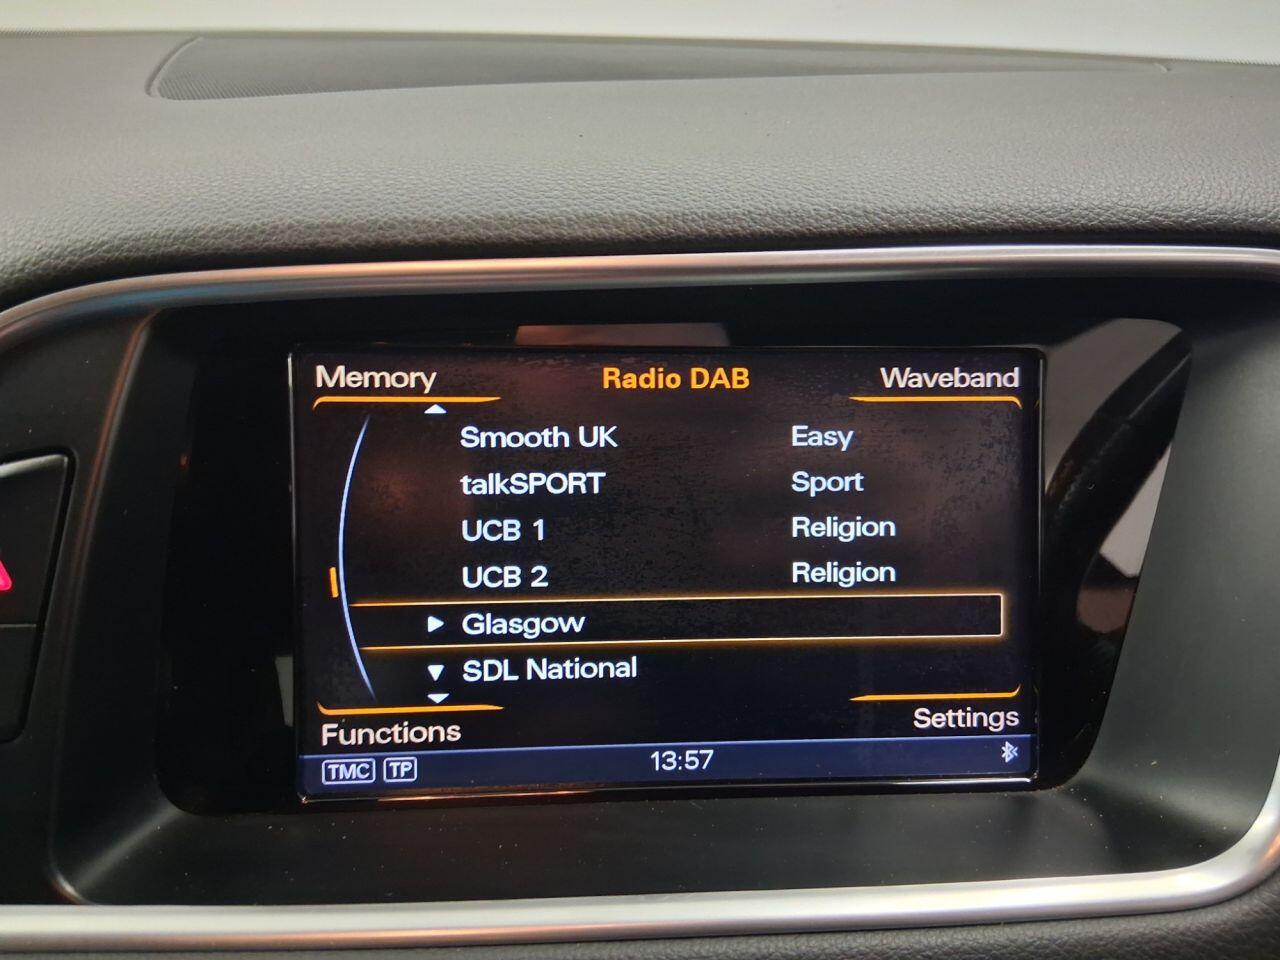 Memory Radio DAB Waveband
Smooth UK Easy
talkSPORT Sport
UCB 1 Religion
UCB 2 Religion
Glasgow
SDL National
Functions Settings
TMC TP 13:57